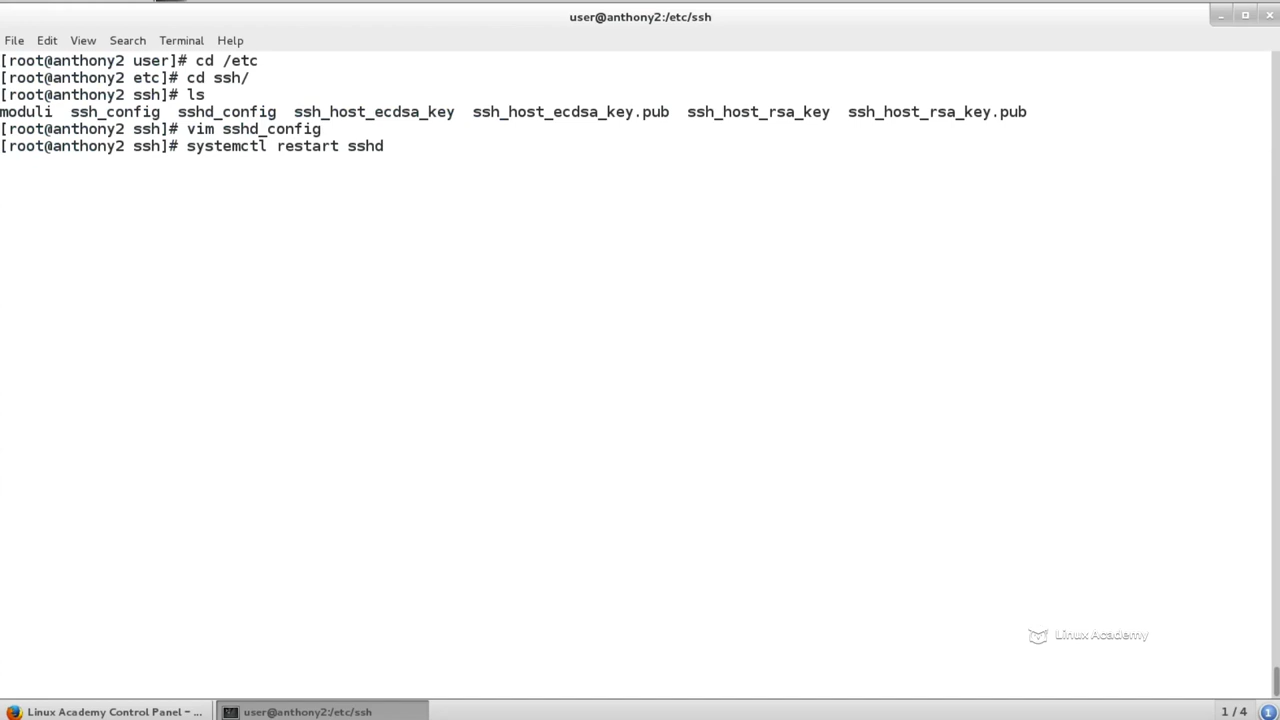 user@anthony2:/etc/ssh
File Edit View Search Terminal Help
[root@anthony2 user]# cd /etc
[root@anthony2 etc]# cd ssh/
[root@anthony2 ssh]# ls
moduli  ssh_config  sshd_config  ssh_host_ecdsa_key  ssh_host_ecdsa_key.pub  ssh_host_rsa_key  ssh_host_rsa_key.pub
[root@anthony2 ssh]# vim sshd_config
[root@anthony2 ssh]# systemctl restart sshd
Linux Academy
Linux Academy Control Panel – ... user@anthony2:/etc/ssh 1 / 4 1